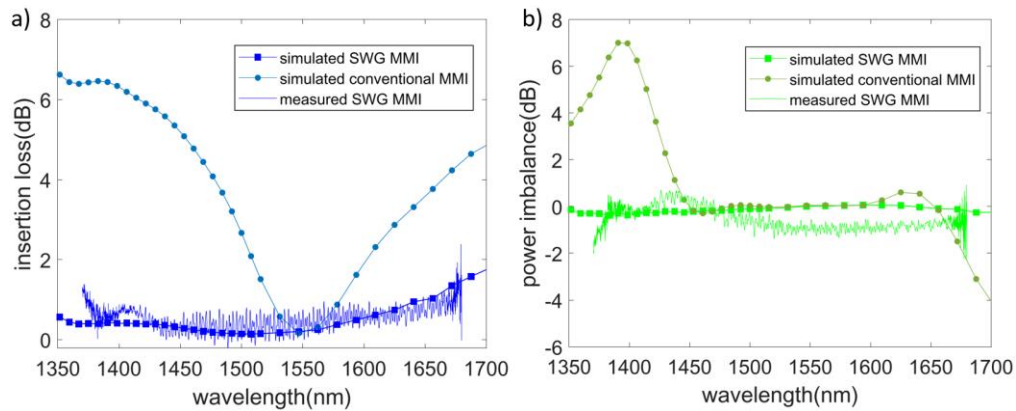 a)
insertion loss(dB)
8
6
4
2
0
simulated SWG MMI
simulated conventional MMI
measured SWG MMI
1350 1400 1450 1500 1550 1600 1650 1700
wavelength(nm)
b)
power imbalance(dB)
8
6
4
2
0
-2
-4
-6
simulated SWG MMI
simulated conventional MMI
measured SWG MMI
1350 1400 1450 1500 1550 1600 1650 1700
wavelength(nm)